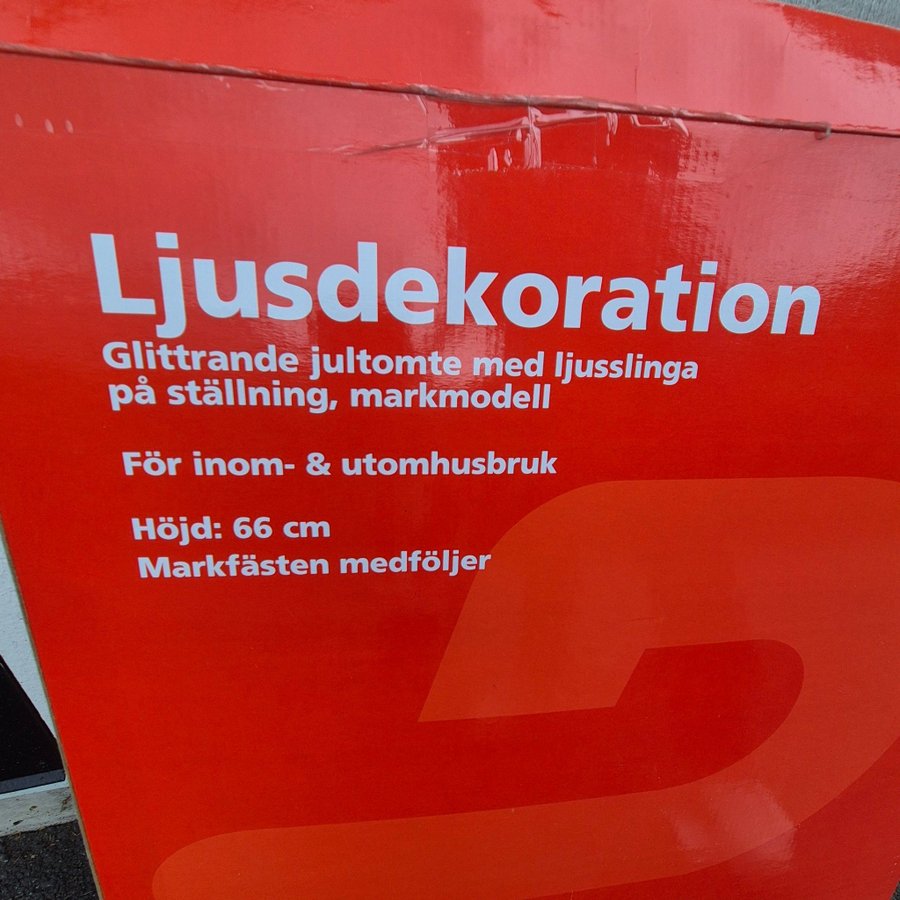 Ljusdekoration
Glittrande jultomte med ljusslinga
på ställning, markmodell
För inom- & utomhusbruk
Höjd: 66 cm
Markfästen medföljer